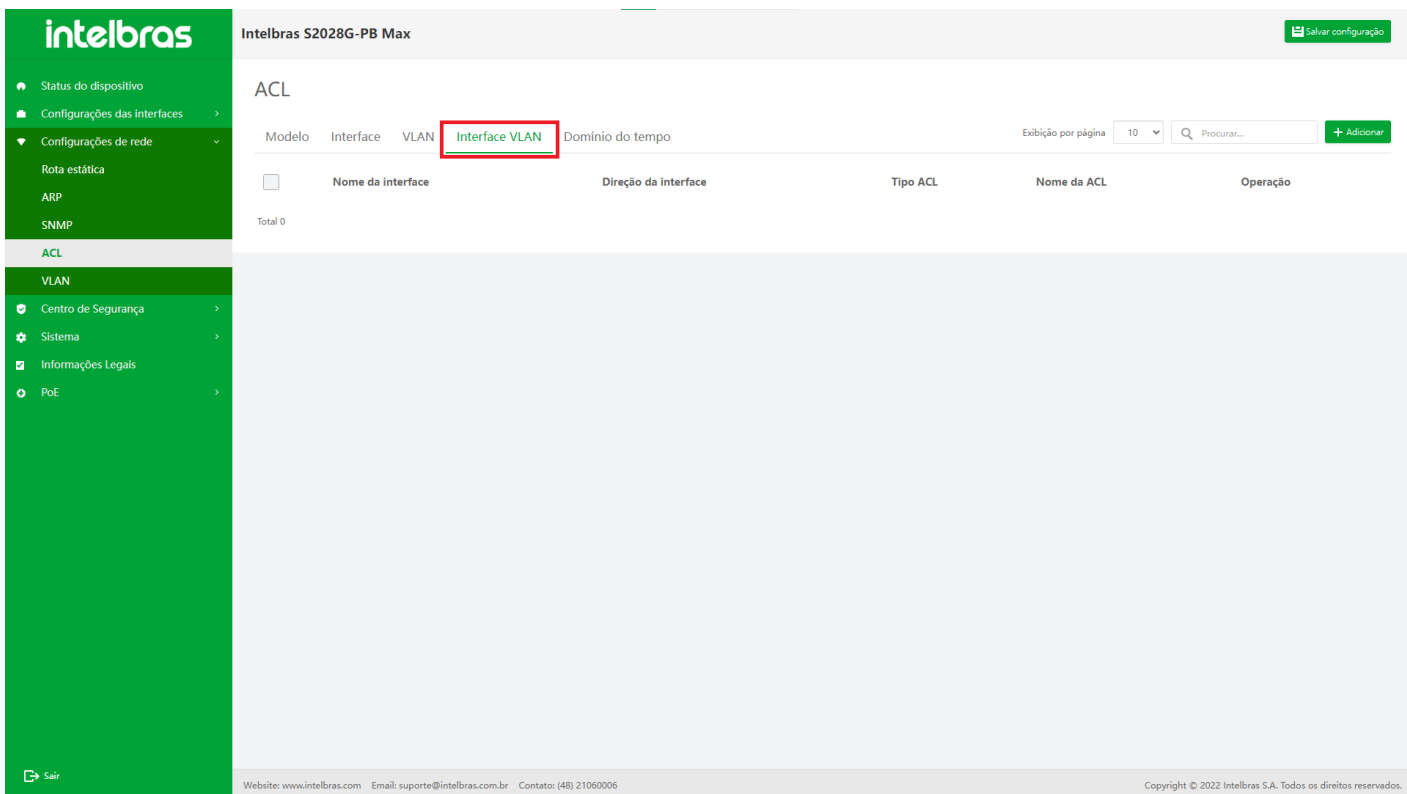 intelbras
Intelbras S2028G-PB Max
Salvar configuração
Status do dispositivo
Configurações das interfaces
Configurações de rede
Rota estática
ARP
SNMP
ACL
VLAN
Centro de Segurança
Sistema
Informações Legais
PoE
Sair
ACL
Modelo Interface VLAN Interface VLAN Domínio do tempo
Exibição por página 10 Procurar... + Adicionar
Nome da interface Direção da interface Tipo ACL Nome da ACL Operação
Total 0
Website: www.intelbras.com Email: suporte@intelbras.com.br Contato: (48) 21060006 Copyright © 2022 Intelbras S.A. Todos os direitos reservados.